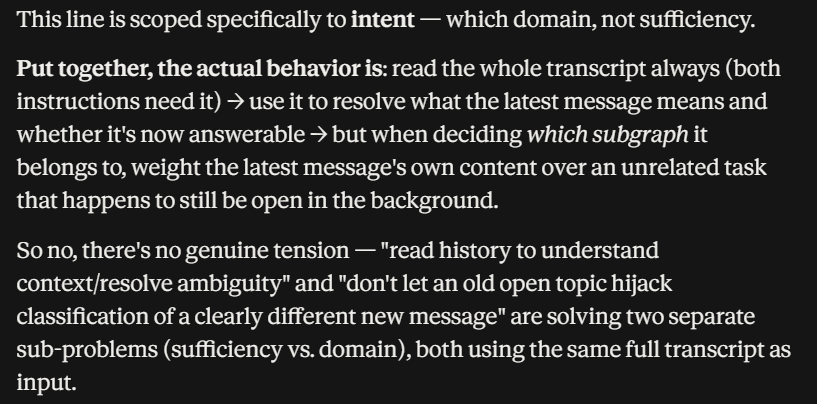 This line is scoped specifically to intent — which domain, not sufficiency.
Put together, the actual behavior is: read the whole transcript always (both
instructions need it) → use it to resolve what the latest message means and
whether it's now answerable → but when deciding which subgraph it
belongs to, weight the latest message's own content over an unrelated task
that happens to still be open in the background.
So no, there's no genuine tension — "read history to understand
context/resolve ambiguity" and "don't let an old open topic hijack
classification of a clearly different new message" are solving two separate
sub-problems (sufficiency vs. domain), both using the same full transcript as
input.